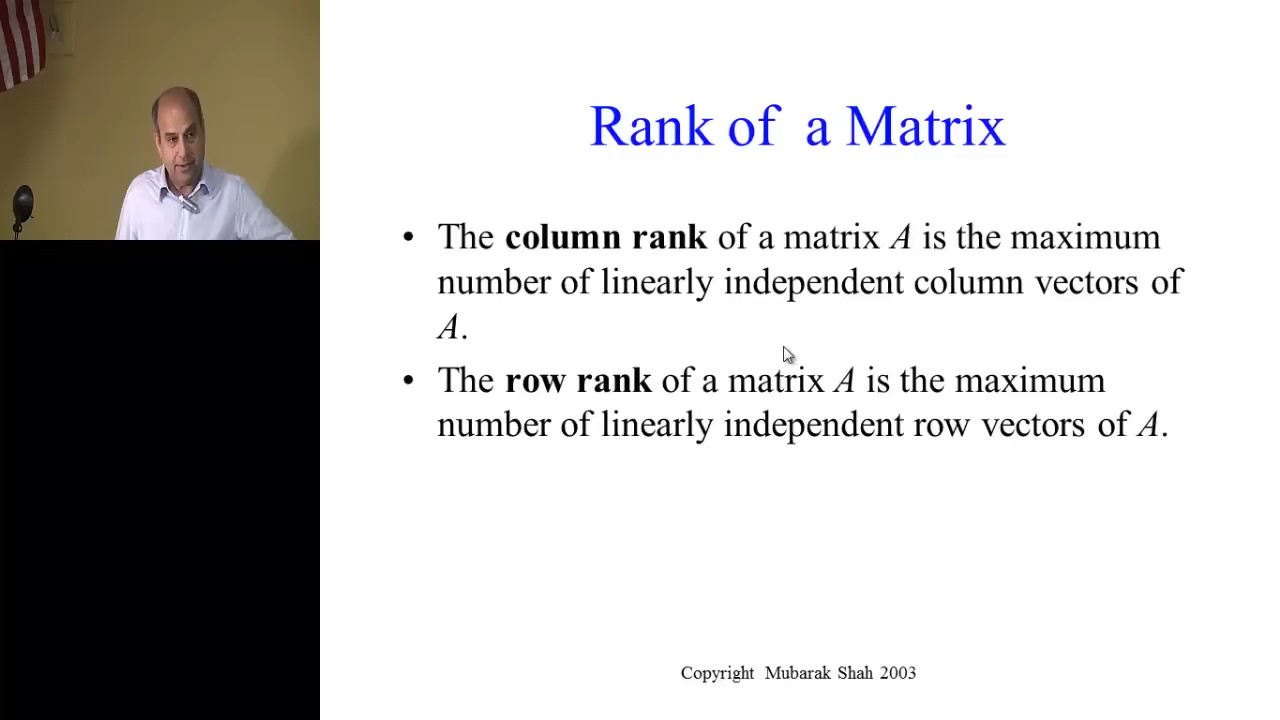 Rank of a Matrix
• The column rank of a matrix A is the maximum
number of linearly independent column vectors of
A.
• The row rank of a matrix A is the maximum
number of linearly independent row vectors of A.
Copyright Mubarak Shah 2003